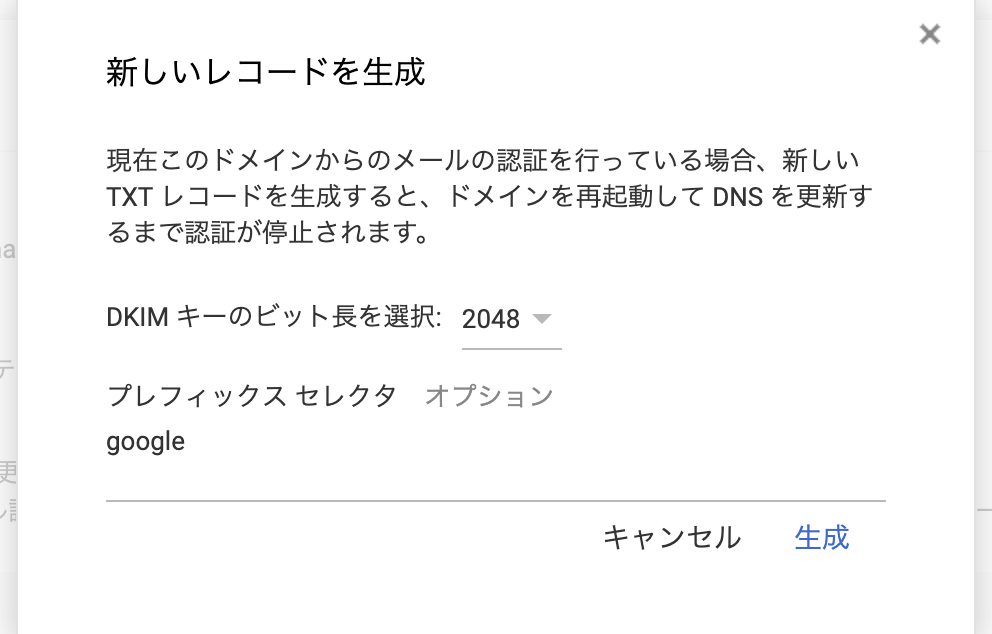 新しいレコードを生成
現在このドメインからのメールの認証を行っている場合、新しい
TXT レコードを生成すると、ドメインを再起動して DNS を更新す
るまで認証が停止されます。
DKIM キーのビット長を選択: 2048
プレフィックス セレクタ オプション
google
キャンセル 生成